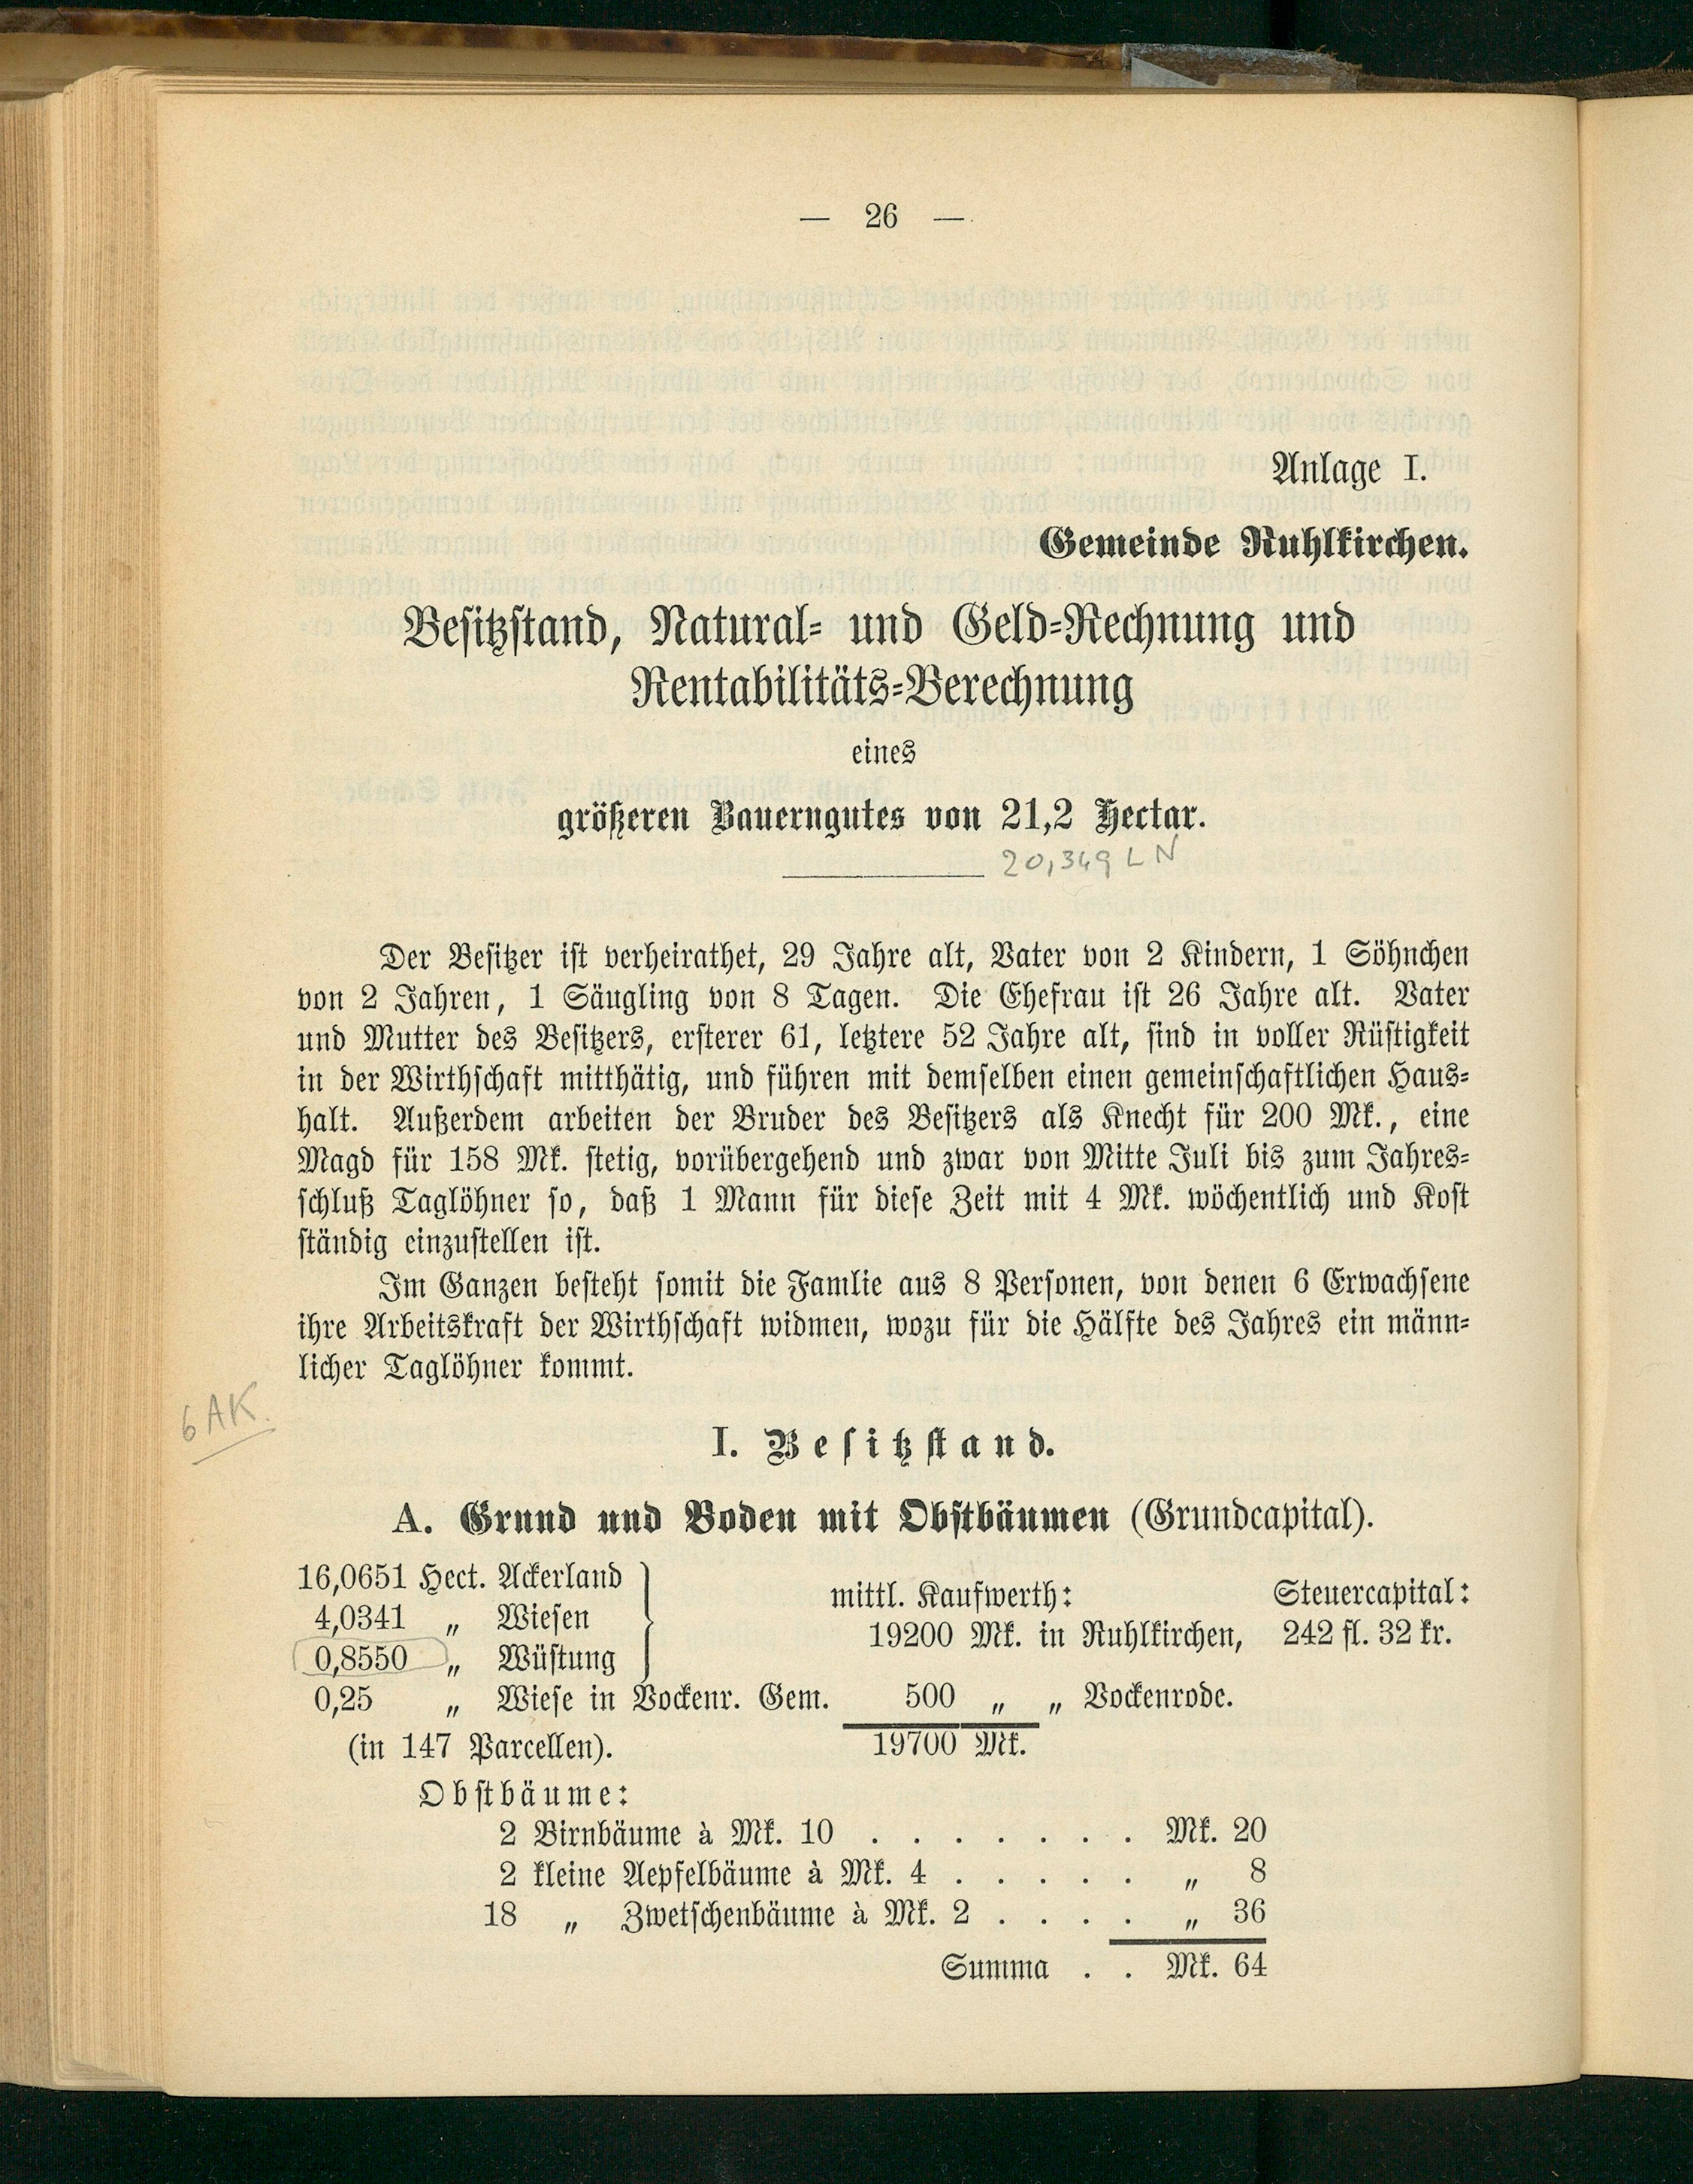 — 26 —
Anlage I.
Gemeinde Ruhlkirchen.
Besitzstand, Natural- und Geld-Rechnung und
Rentabilitäts-Berechnung
eines
größeren Bauerngutes von 21,2 Hectar.
20,349 LN
Der Besitzer ist verheirathet, 29 Jahre alt, Vater von 2 Kindern, 1 Söhnchen
von 2 Jahren, 1 Säugling von 8 Tagen. Die Ehefrau ist 26 Jahre alt. Vater
und Mutter des Besitzers, ersterer 61, letztere 52 Jahre alt, sind in voller Rüstigkeit
in der Wirthschaft mitthätig, und führen mit demselben einen gemeinschaftlichen Haus-
halt. Außerdem arbeiten der Bruder des Besitzers als Knecht für 200 Mk., eine
Magd für 158 Mk. stetig, vorübergehend und zwar von Mitte Juli bis zum Jahres-
schluß Taglöhner so, daß 1 Mann für diese Zeit mit 4 Mk. wöchentlich und Kost
ständig einzustellen ist.
Im Ganzen besteht somit die Famlie aus 8 Personen, von denen 6 Erwachsene
ihre Arbeitskraft der Wirthschaft widmen, wozu für die Hälfte des Jahres ein männ-
licher Taglöhner kommt.
6 AK.
I. Besitzstand.
A. Grund und Boden mit Obstbäumen (Grundcapital).
16,0651 Hect. Ackerland
mittl. Kaufwerth: Steuercapital:
4,0341 „ Wiesen
19200 Mk. in Ruhlkirchen, 242 fl. 32 kr.
0,8550 „ Wüstung
0,25 „ Wiese in Vockenr. Gem. 500 „ „ Vockenrode.
(in 147 Parcellen). 19700 Mk.
Obstbäume:
2 Birnbäume à Mk. 10 . . . . . . . Mk. 20
2 kleine Aepfelbäume à Mk. 4 . . . . . „ 8
18 „ Zwetschenbäume à Mk. 2 . . . . „ 36
Summa . . Mk. 64